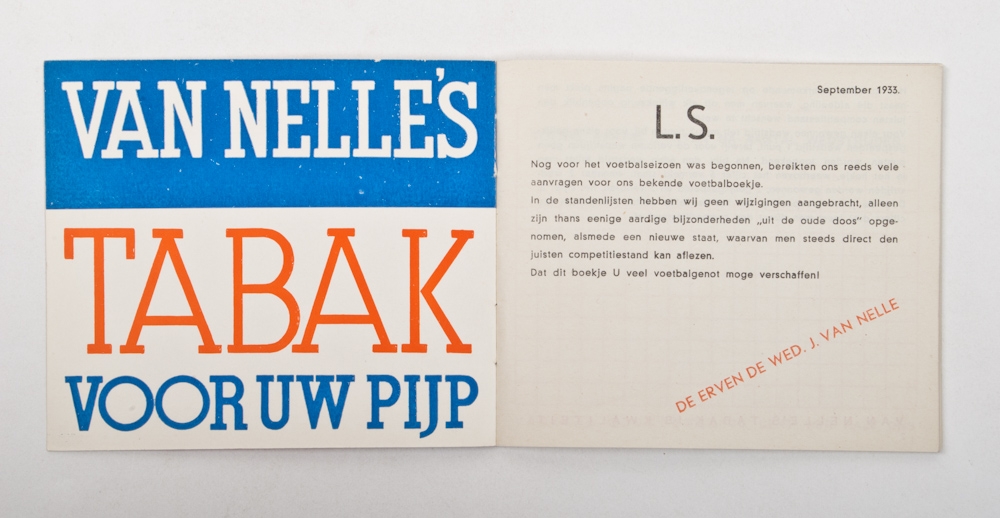 VAN NELLE'S
TABAK
VOOR UW PIJP
September 1933.
L. S.
Nog voor het voetbalseizoen was begonnen, bereikten ons reeds vele
aanvragen voor ons bekende voetbalboekje.
In de standenlijsten hebben wij geen wijzigingen aangebracht, alleen
zijn thans eenige aardige bijzonderheden „uit de oude doos” opge-
nomen, alsmede een nieuwe staat, waarvan men steeds direct den
juisten competitiestand kan aflezen.
Dat dit boekje U veel voetbalgenot moge verschaffen!
DE ERVEN DE WED. J. VAN NELLE